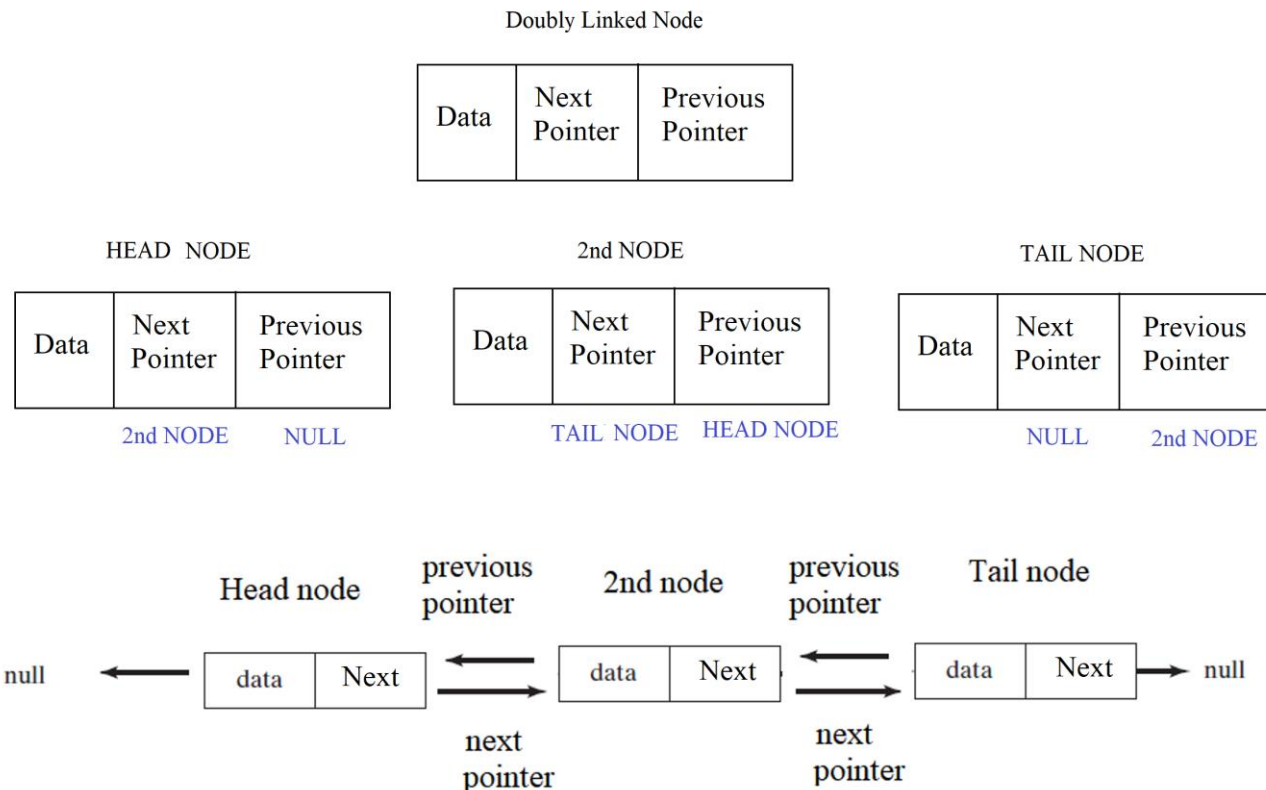 Doubly Linked Node
Data
Next
Pointer
Previous
Pointer
HEAD NODE
2nd NODE
TAIL NODE
Data
Next
Pointer
Previous
Pointer
Data
Next
Pointer
Previous
Pointer
Data
Next
Pointer
Previous
Pointer
2nd NODE
NULL
TAIL NODE
HEAD NODE
NULL
2nd NODE
Head node
previous
pointer
2nd node
previous
pointer
Tail node
null
data
Next
data
Next
data
Next
null
next
pointer
next
pointer